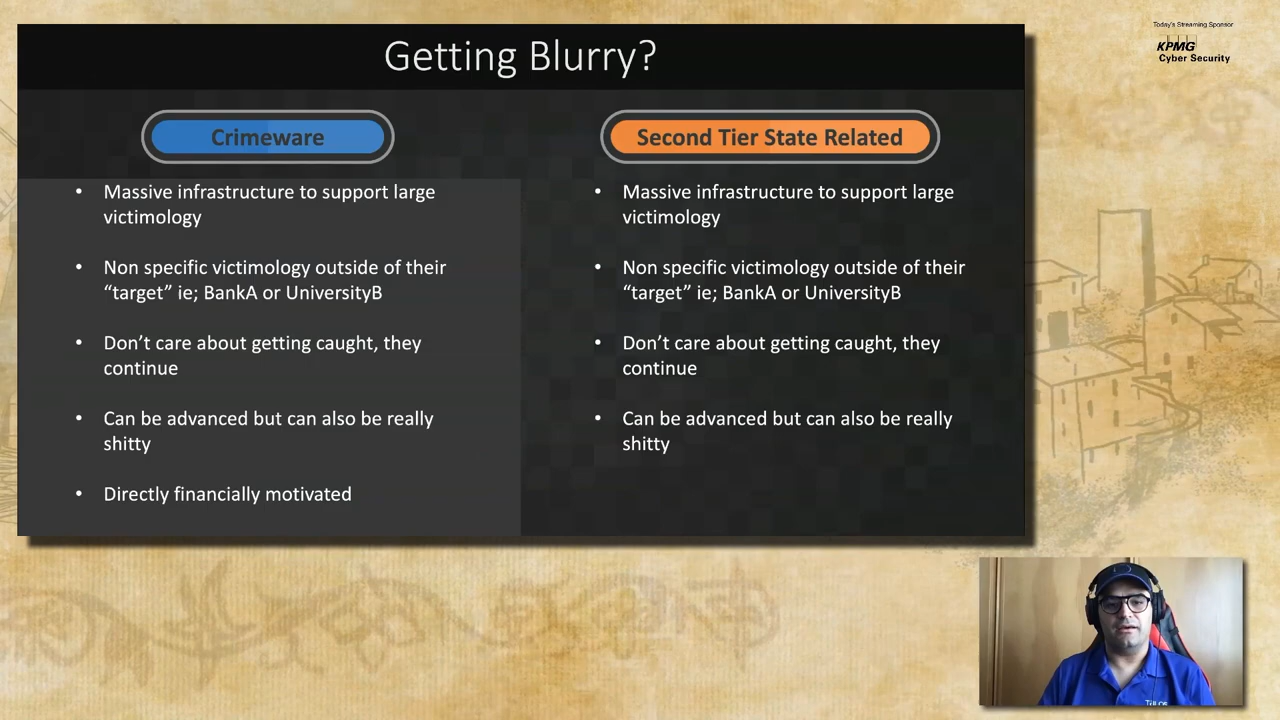 Today's Streaming Sponsor
KPMG
Cyber Security
Getting Blurry?
Crimeware
• Massive infrastructure to support large
victimology
• Non specific victimology outside of their
“target” ie; BankA or UniversityB
• Don’t care about getting caught, they
continue
• Can be advanced but can also be really
shitty
• Directly financially motivated
Second Tier State Related
• Massive infrastructure to support large
victimology
• Non specific victimology outside of their
“target” ie; BankA or UniversityB
• Don’t care about getting caught, they
continue
• Can be advanced but can also be really
shitty